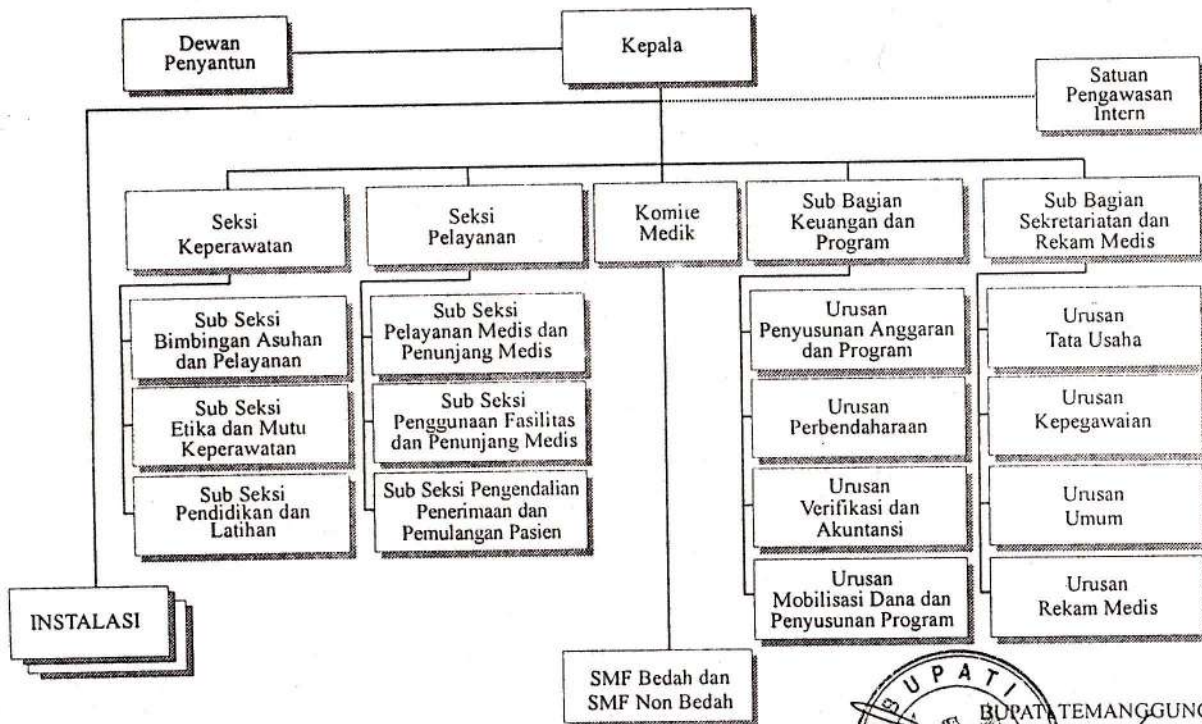 Dewan
Penyantun
Kepala
Satuan
Pengawasan
Intern
Seksi
Keperawatan
Seksi
Pelayanan
Komite
Medik
Sub Bagian
Keuangan dan
Program
Sub Bagian
Sekretariatan dan
Rekam Medis
Sub Seksi
Bimbingan Asuhan
dan Pelayanan
Sub Seksi
Etika dan Mutu
Keperawatan
Sub Seksi
Pendidikan dan
Latihan
Sub Seksi
Pelayanan Medis dan
Penunjang Medis
Sub Seksi
Penggunaan Fasilitas
dan Penunjang Medis
Sub Seksi Pengendalian
Penerimaan dan
Pemulangan Pasien
Urusan
Penyusunan Anggaran
dan Program
Urusan
Perbendaharaan
Urusan
Verifikasi dan
Akuntansi
Urusan
Mobilisasi Dana dan
Penyusunan Program
Urusan
Tata Usaha
Urusan
Kepegawaian
Urusan
Umum
Urusan
Rekam Medis
INSTALASI
SMF Bedah dan
SMF Non Bedah
BUPATI
BUPATI TEMANGGUNG